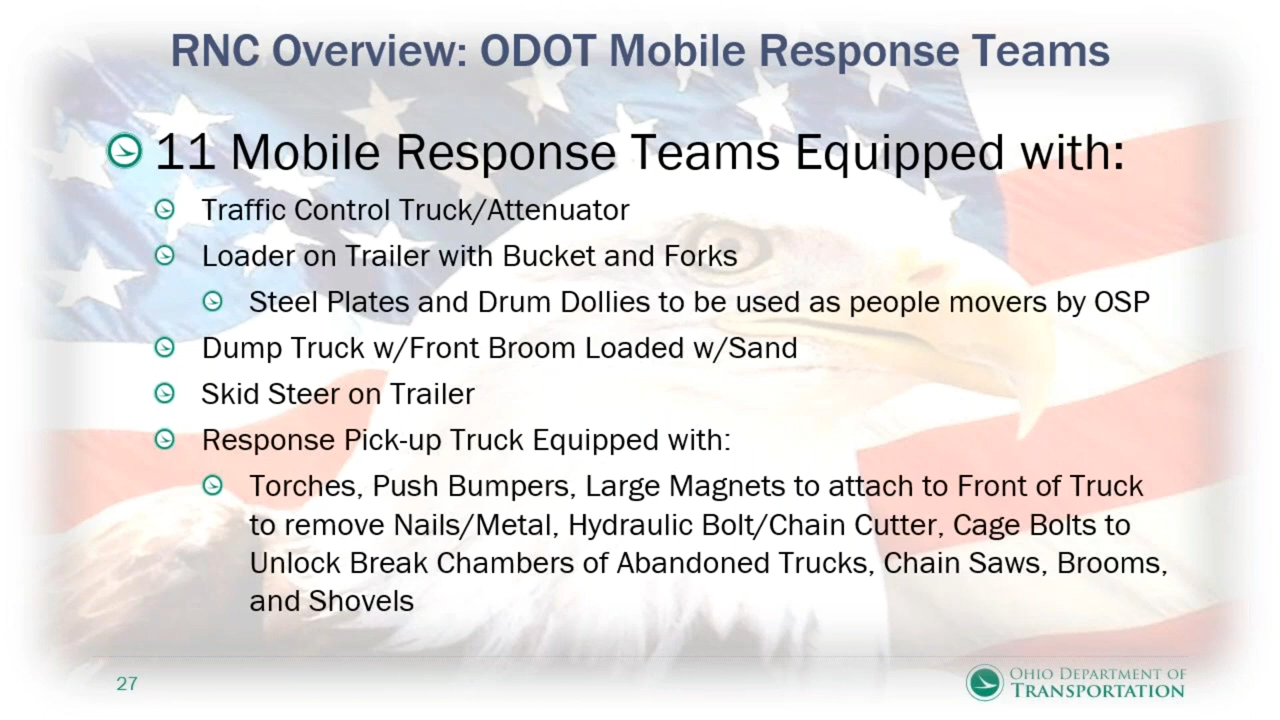 RNC Overview: ODOT Mobile Response Teams
11 Mobile Response Teams Equipped with:
Traffic Control Truck/Attenuator
Loader on Trailer with Bucket and Forks
Steel Plates and Drum Dollies to be used as people movers by OSP
Dump Truck w/Front Broom Loaded w/Sand
Skid Steer on Trailer
Response Pick-up Truck Equipped with:
Torches, Push Bumpers, Large Magnets to attach to Front of Truck
to remove Nails/Metal, Hydraulic Bolt/Chain Cutter, Cage Bolts to
Unlock Break Chambers of Abandoned Trucks, Chain Saws, Brooms,
and Shovels
27
OHIO DEPARTMENT OF
TRANSPORTATION